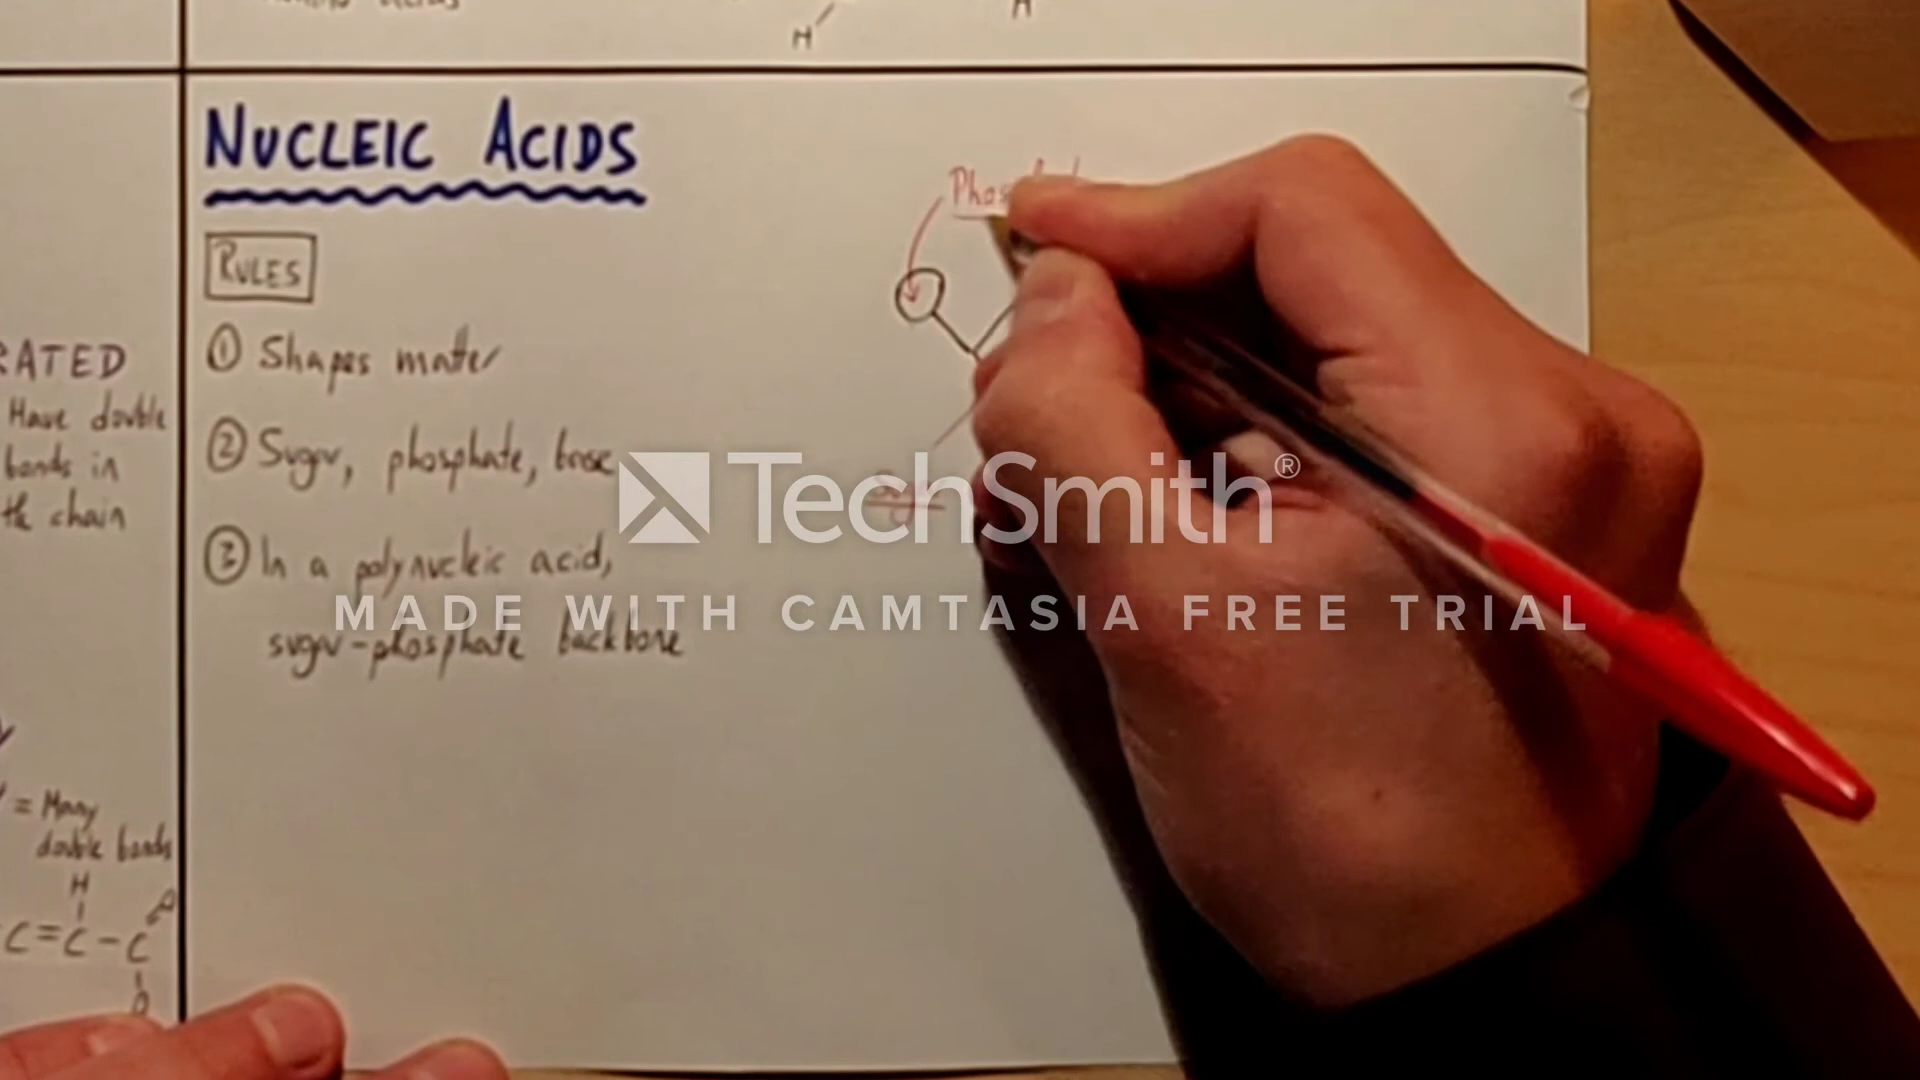 H
H
NUCLEIC ACIDS
RULES
① Shapes matter
② Sugar, phosphate, base
③ In a polynucleic acid,
sugar-phosphate backbone
RATED
Have double
bonds in
the chain
= Many
double bonds
H
C=C-C
TechSmith®
MADE WITH CAMTASIA FREE TRIAL